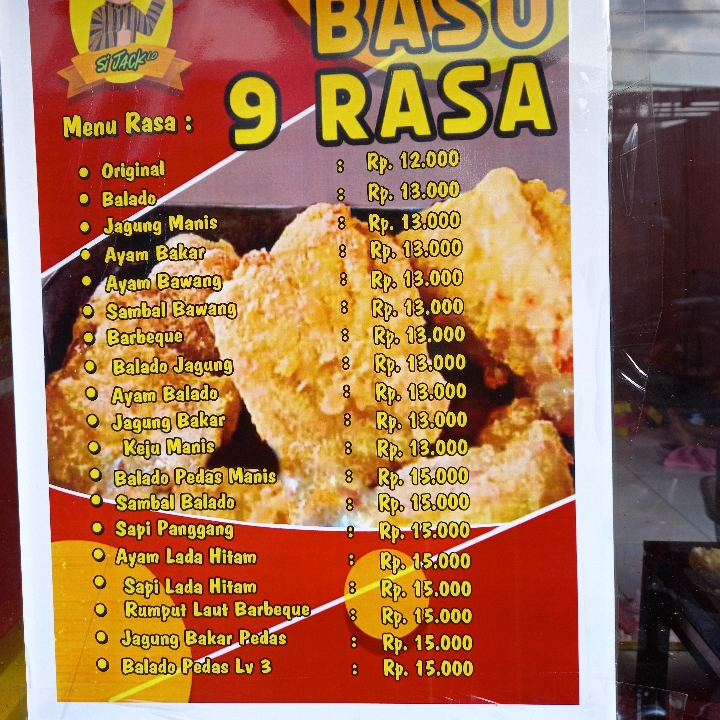 BASO
Si JACK
9 RASA
Menu Rasa :
• Original : Rp. 12.000
• Balado : Rp. 13.000
• Jagung Manis : Rp. 13.000
• Ayam Bakar : Rp. 13.000
• Ayam Bawang : Rp. 13.000
• Sambal Bawang : Rp. 13.000
• Barbeque : Rp. 13.000
• Balado Jagung : Rp. 13.000
• Ayam Balado : Rp. 13.000
• Jagung Bakar : Rp. 13.000
• Keju Manis : Rp. 13.000
• Balado Pedas Manis : Rp. 15.000
• Sambal Balado : Rp. 15.000
• Sapi Panggang : Rp. 15.000
• Ayam Lada Hitam : Rp. 15.000
• Sapi Lada Hitam : Rp. 15.000
• Rumput Laut Barbeque : Rp. 15.000
• Jagung Bakar Pedas : Rp. 15.000
• Balado Pedas Lv 3 : Rp. 15.000